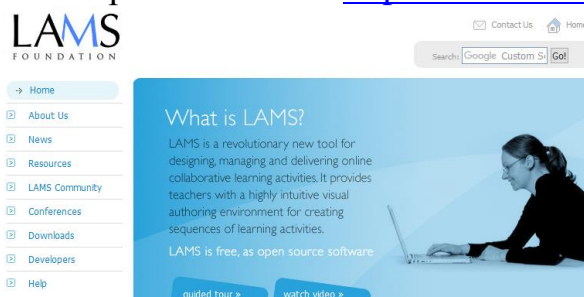 LAMS
FOUNDATION
Contact Us
Home
Search: Google Custom Go!
Home
About Us
News
Resources
LAMS Community
Conferences
Downloads
Developers
Help
What is LAMS?
LAMS is a revolutionary new tool for
designing, managing and delivering online
collaborative learning activities. It provides
teachers with a highly intuitive visual
authoring environment for creating
sequences of learning activities.
LAMS is free, as open source software
guided tour »
watch video »